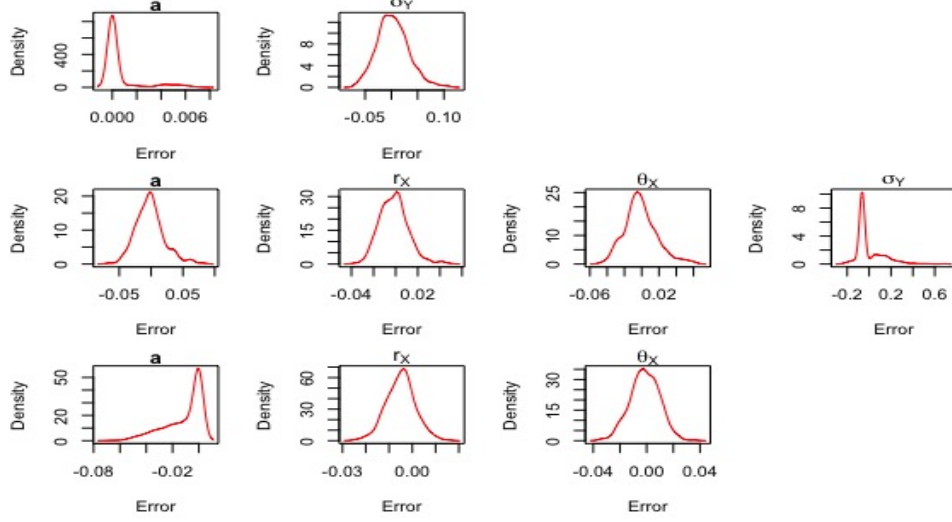 a σY
Density 0 400 Density 0 4 8
0.000 0.006 -0.05 0.10
Error Error
a rX θX σY
Density 0 10 20 Density 0 15 30 Density 0 10 25 Density 0 4 8
-0.05 0.05 -0.04 0.02 -0.06 0.02 -0.2 0.2 0.6
Error Error Error Error
a rX θX
Density 0 20 50 Density 0 30 60 Density 0 15 30
-0.08 -0.02 -0.03 0.00 -0.04 0.00 0.04
Error Error Error